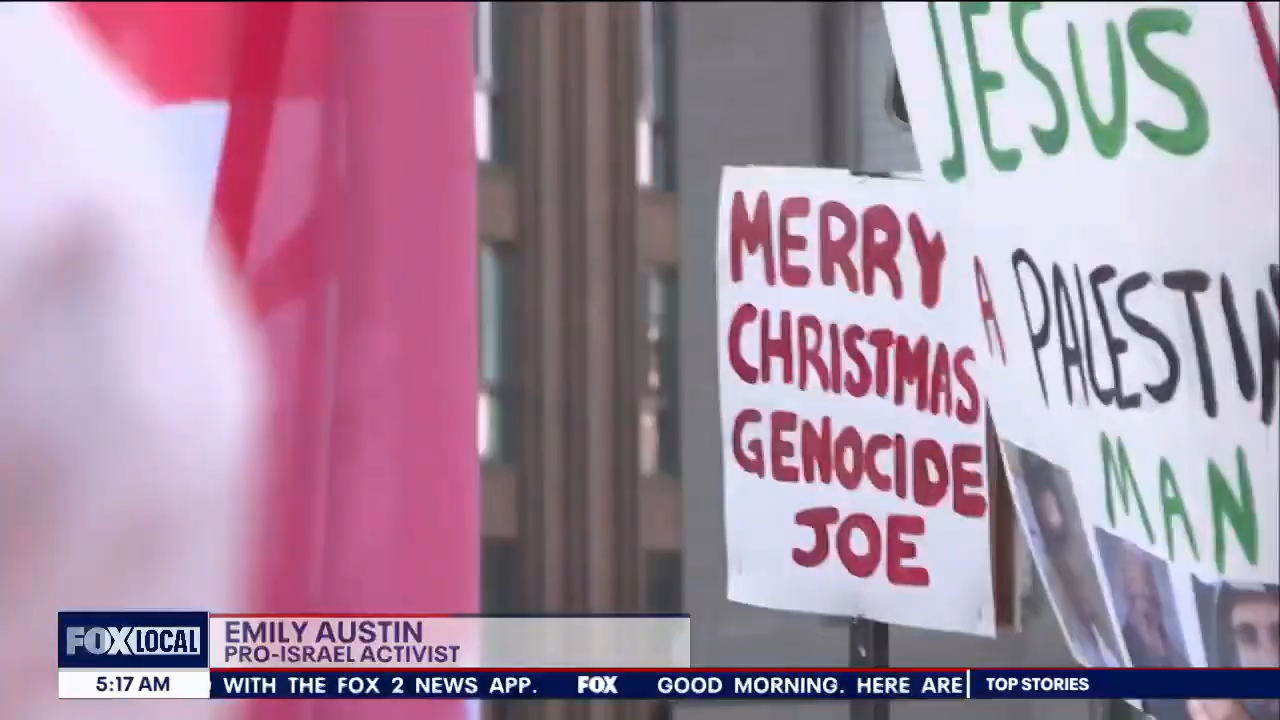 JESUS
A PALESTIN
MAN
MERRY
CHRISTMAS
GENOCIDE
JOE
FOX LOCAL
EMILY AUSTIN
PRO-ISRAEL ACTIVIST
5:17 AM
WITH THE FOX 2 NEWS APP. FOX GOOD MORNING. HERE ARE
TOP STORIES